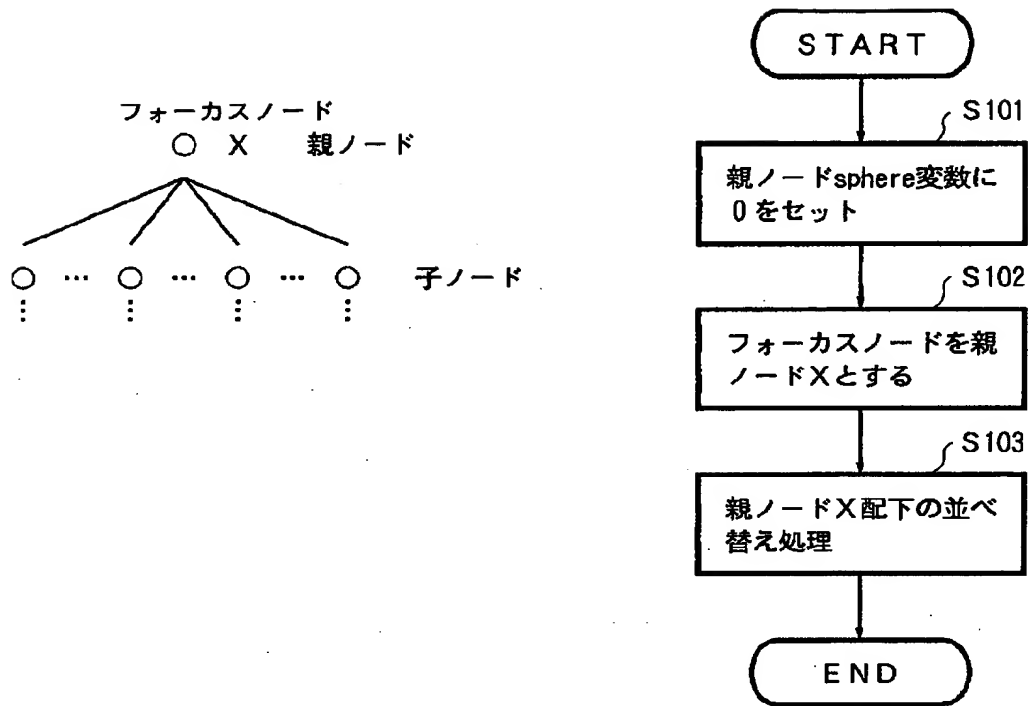 フォーカスノード
○ X 親ノード
○ … ○ … ○ … ○ 子ノード
⋮ ⋮ ⋮ ⋮
START
S101
親ノードsphere変数に
0をセット
S102
フォーカスノードを親
ノードXとする
S103
親ノードX配下の並べ
替え処理
END